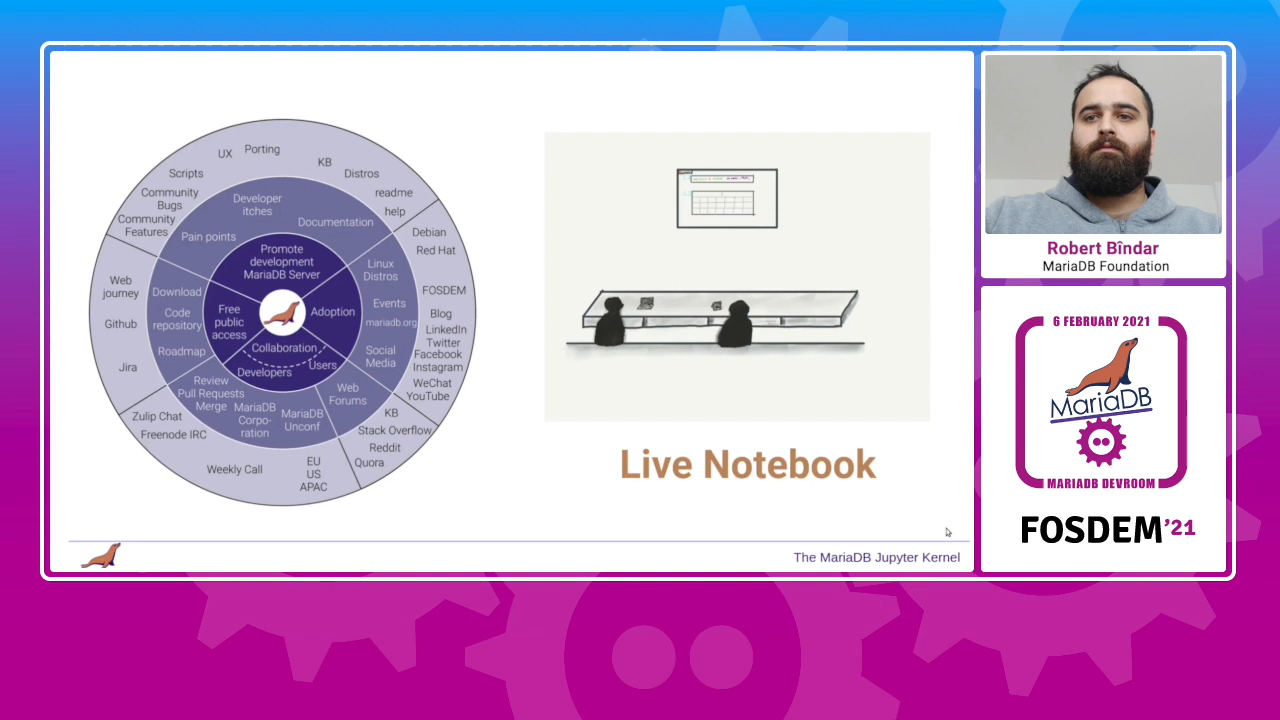 UX
Porting
KB
Scripts
Distros
Community
Bugs
readme
Community
Features
help
Developer
itches
Documentation
Pain points
Debian
Red Hat
Promote
development
MariaDB Server
Linux
Distros
Web
journey
Download
FOSDEM
Events
Free
public
access
Adoption
Code
repository
Blog
mariadb.org
Github
LinkedIn
Twitter
Facebook
Instagram
Collaboration
Roadmap
Social
Media
Jira
Users
Developers
WeChat
YouTube
Review
Pull Requests
Merge
Web
Forums
MariaDB
Corpo-
ration
MariaDB
Unconf
KB
Zulip Chat
Freenode IRC
Stack Overflow
Reddit
Quora
Weekly Call
EU
US
APAC
Live Notebook
The MariaDB Jupyter Kernel
Robert Bîndar
MariaDB Foundation
6 FEBRUARY 2021
MariaDB
MARIADB DEVROOM
FOSDEM’21